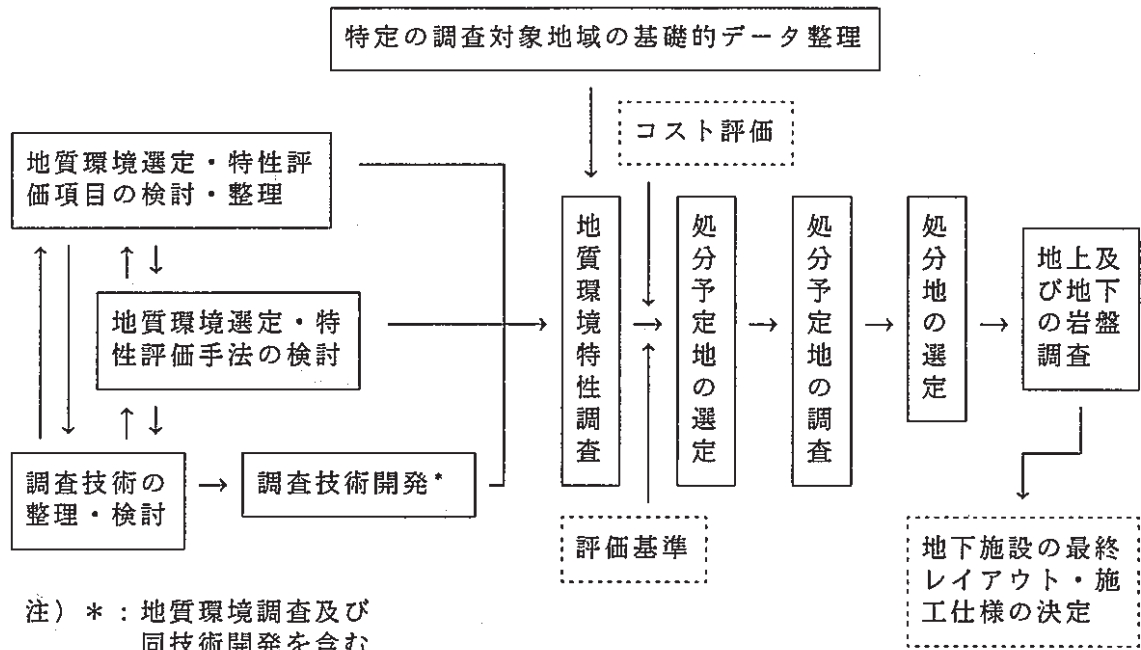 特定の調査対象地域の基礎的データ整理
コスト評価
地質環境選定・特性評
価項目の検討・整理
地質環境選定・特
性評価手法の検討
調査技術の
整理・検討
調査技術開発*
地質環境特性調査
処分予定地の選定
処分予定地の調査
処分地の選定
地上及
び地下
の岩盤
調査
評価基準
地下施設の最終
レイアウト・施
工仕様の決定
注) * : 地質環境調査及び
同技術開発を含む